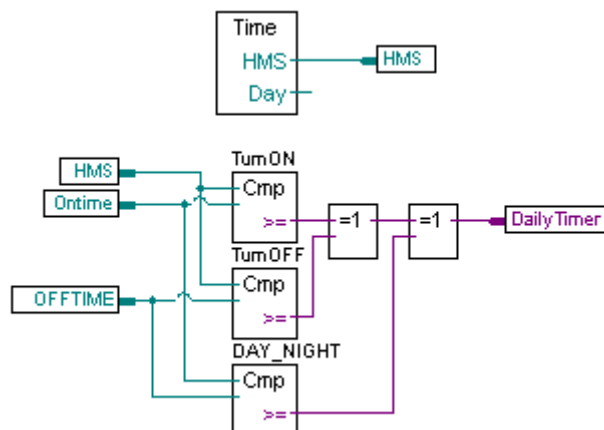 Time
HMS
HMS
Day
TurnON
HMS
Cmp
Ontime
>=
=1
=1
DailyTimer
TurnOFF
Cmp
OFFTIME
>=
DAY_NIGHT
Cmp
>=